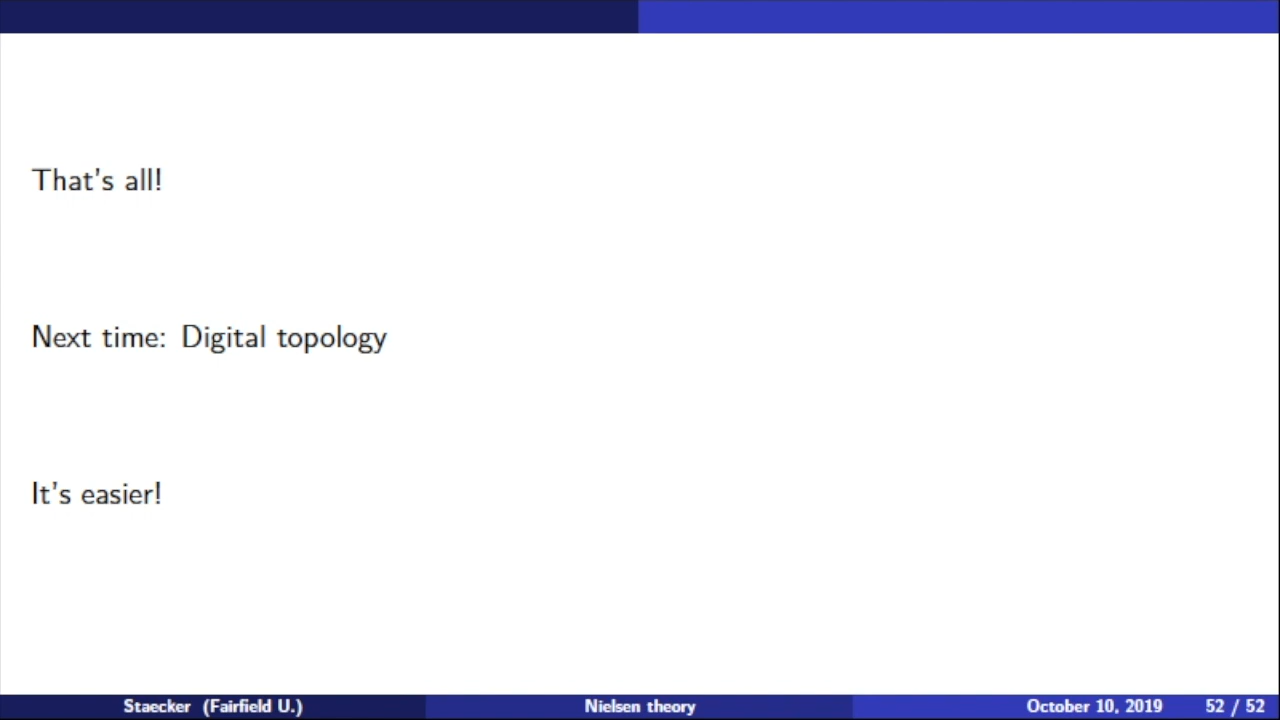 That's all!
Next time: Digital topology
It's easier!
Staecker (Fairfield U.) Nielsen theory October 10, 2019 52 / 52